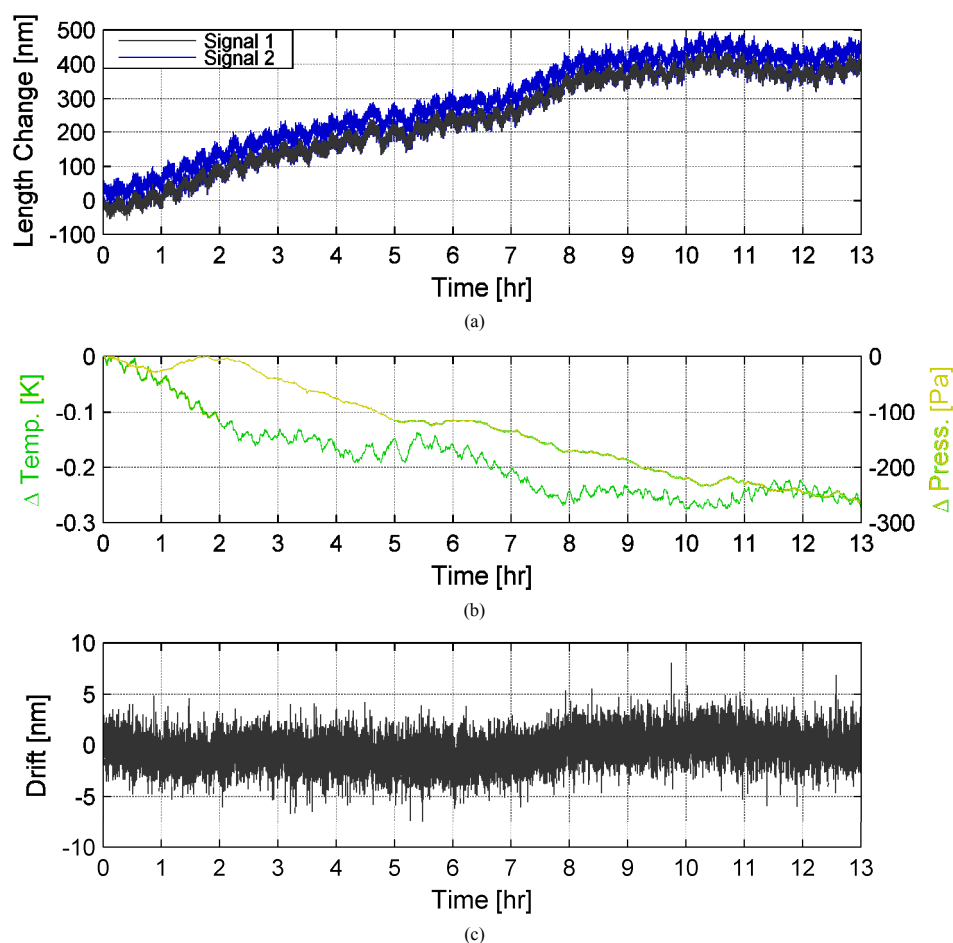 Length Change [nm]
500
400
300
200
100
0
-100
Signal 1
Signal 2
0 1 2 3 4 5 6 7 8 9 10 11 12 13
Time [hr]
(a)
Δ Temp. [K]
0
-0.1
-0.2
-0.3
0
-100
-200
-300
Δ Press. [Pa]
0 1 2 3 4 5 6 7 8 9 10 11 12 13
Time [hr]
(b)
Drift [nm]
10
5
0
-5
-10
0 1 2 3 4 5 6 7 8 9 10 11 12 13
Time [hr]
(c)